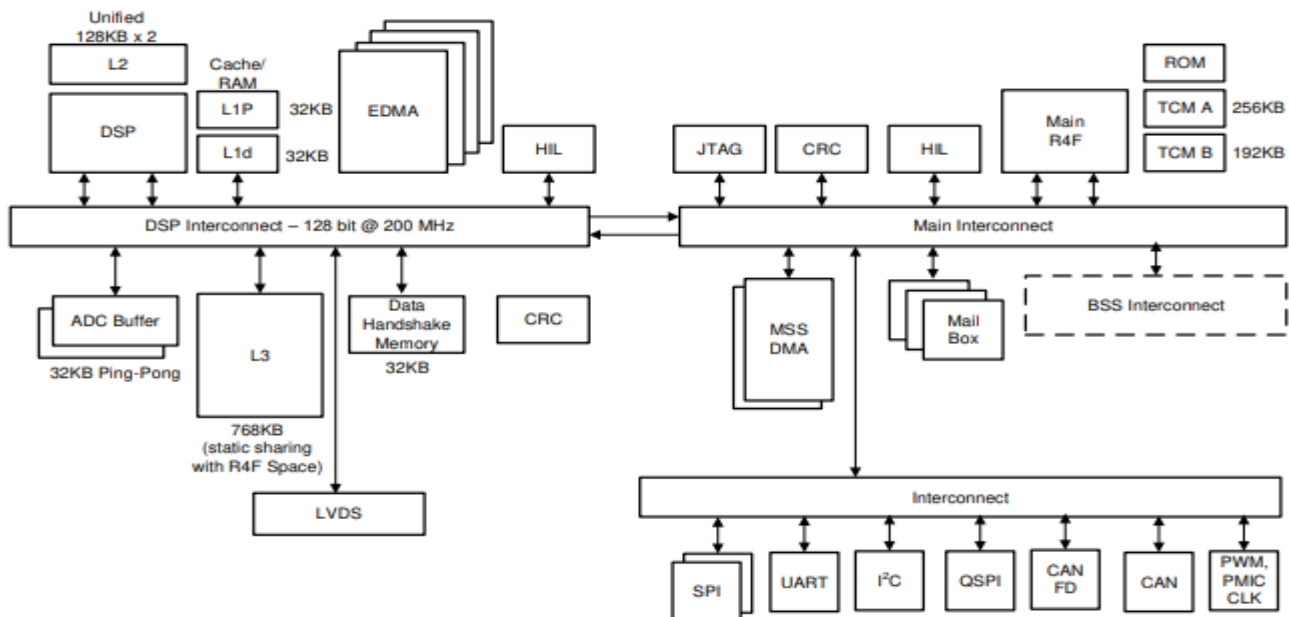 Unified
128KB x 2
L2
DSP
Cache/
RAM
L1P
32KB
L1d
32KB
EDMA
HIL
JTAG
CRC
HIL
Main
R4F
ROM
TCM A
256KB
TCM B
192KB
DSP Interconnect – 128 bit @ 200 MHz
Main Interconnect
ADC Buffer
32KB Ping-Pong
L3
768KB
(static sharing
with R4F Space)
Data
Handshake
Memory
32KB
CRC
LVDS
MSS
DMA
Mail
Box
BSS Interconnect
Interconnect
SPI
UART
I²C
QSPI
CAN
FD
CAN
PWM,
PMIC
CLK